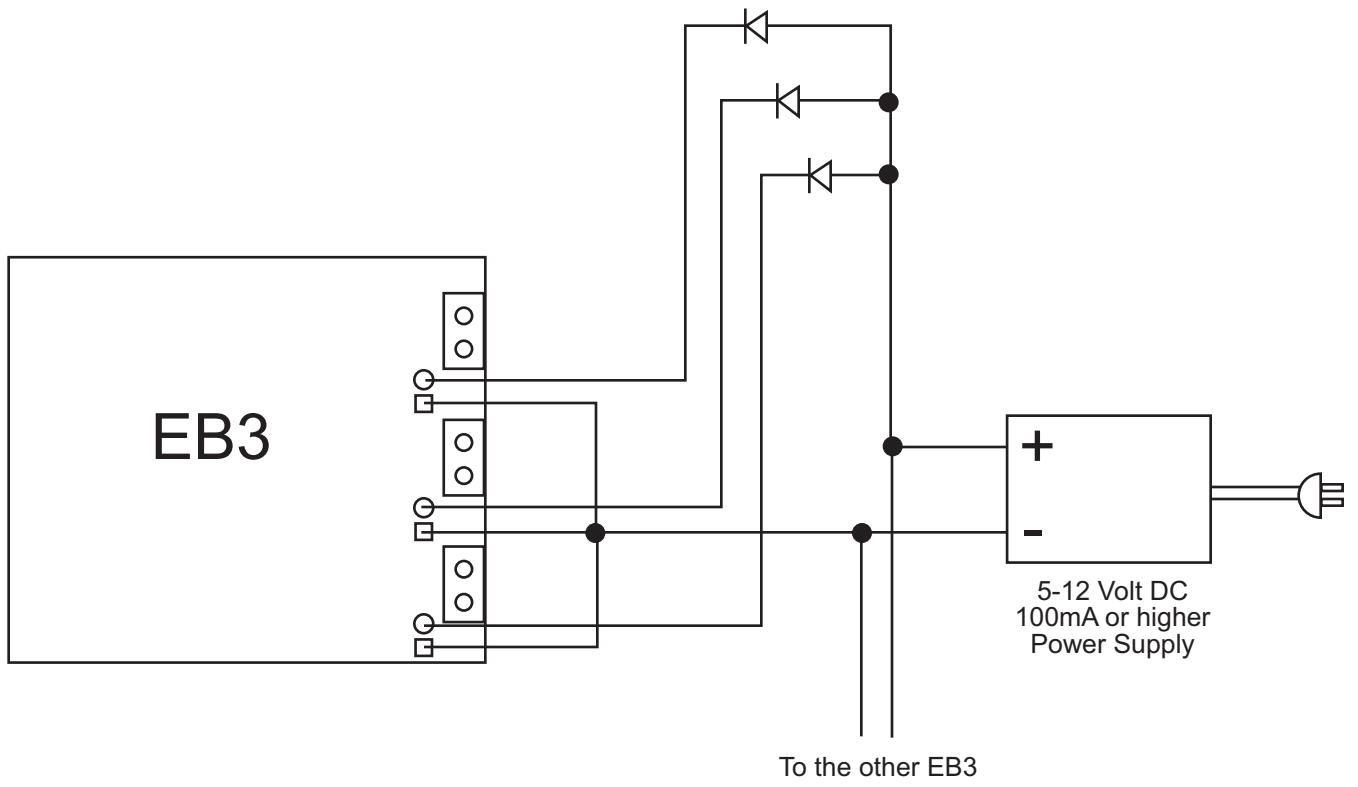 EB3
+
-
5-12 Volt DC
100mA or higher
Power Supply
To the other EB3